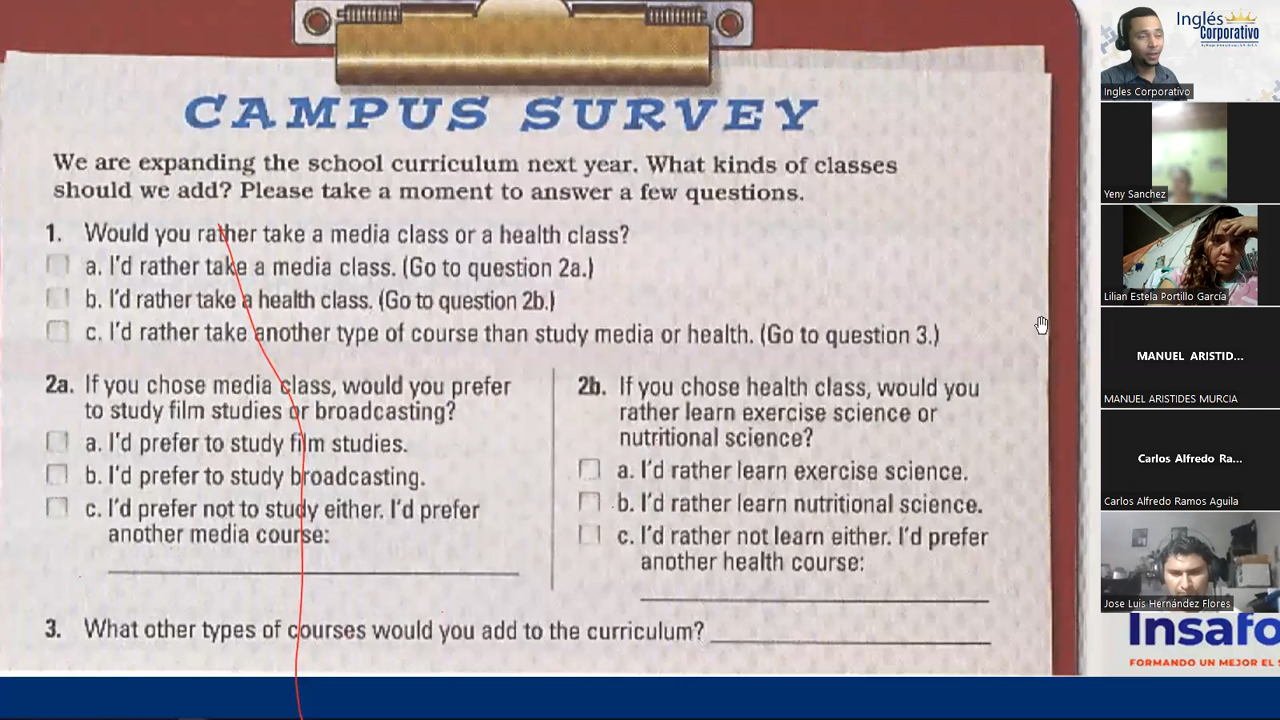 CAMPUS SURVEY
We are expanding the school curriculum next year. What kinds of classes
should we add? Please take a moment to answer a few questions.
1. Would you rather take a media class or a health class?
a. I'd rather take a media class. (Go to question 2a.)
b. I'd rather take a health class. (Go to question 2b.)
c. I'd rather take another type of course than study media or health. (Go to question 3.)
2a. If you chose media class, would you prefer
to study film studies or broadcasting?
a. I'd prefer to study film studies.
b. I'd prefer to study broadcasting.
c. I'd prefer not to study either. I'd prefer
another media course:
2b. If you chose health class, would you
rather learn exercise science or
nutritional science?
a. I'd rather learn exercise science.
b. I'd rather learn nutritional science.
c. I'd rather not learn either. I'd prefer
another health course:
3. What other types of courses would you add to the curriculum?
Inglés
Corporativo
Ingles Corporativo
Yeny Sanchez
Lilian Estela Portillo García
MANUEL ARISTID...
MANUEL ARISTIDES MURCIA
Carlos Alfredo Ra...
Carlos Alfredo Ramos Aguila
Jose Luis Hernández Flores
Insafo
FORMANDO UN MEJOR EL S